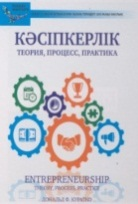 КӘСІПКЕРЛІК
ТЕОРИЯ, ПРОЦЕСС, ПРАКТИКА
ENTREPRENEURSHIP
THEORY, PROCESS, PRACTICE